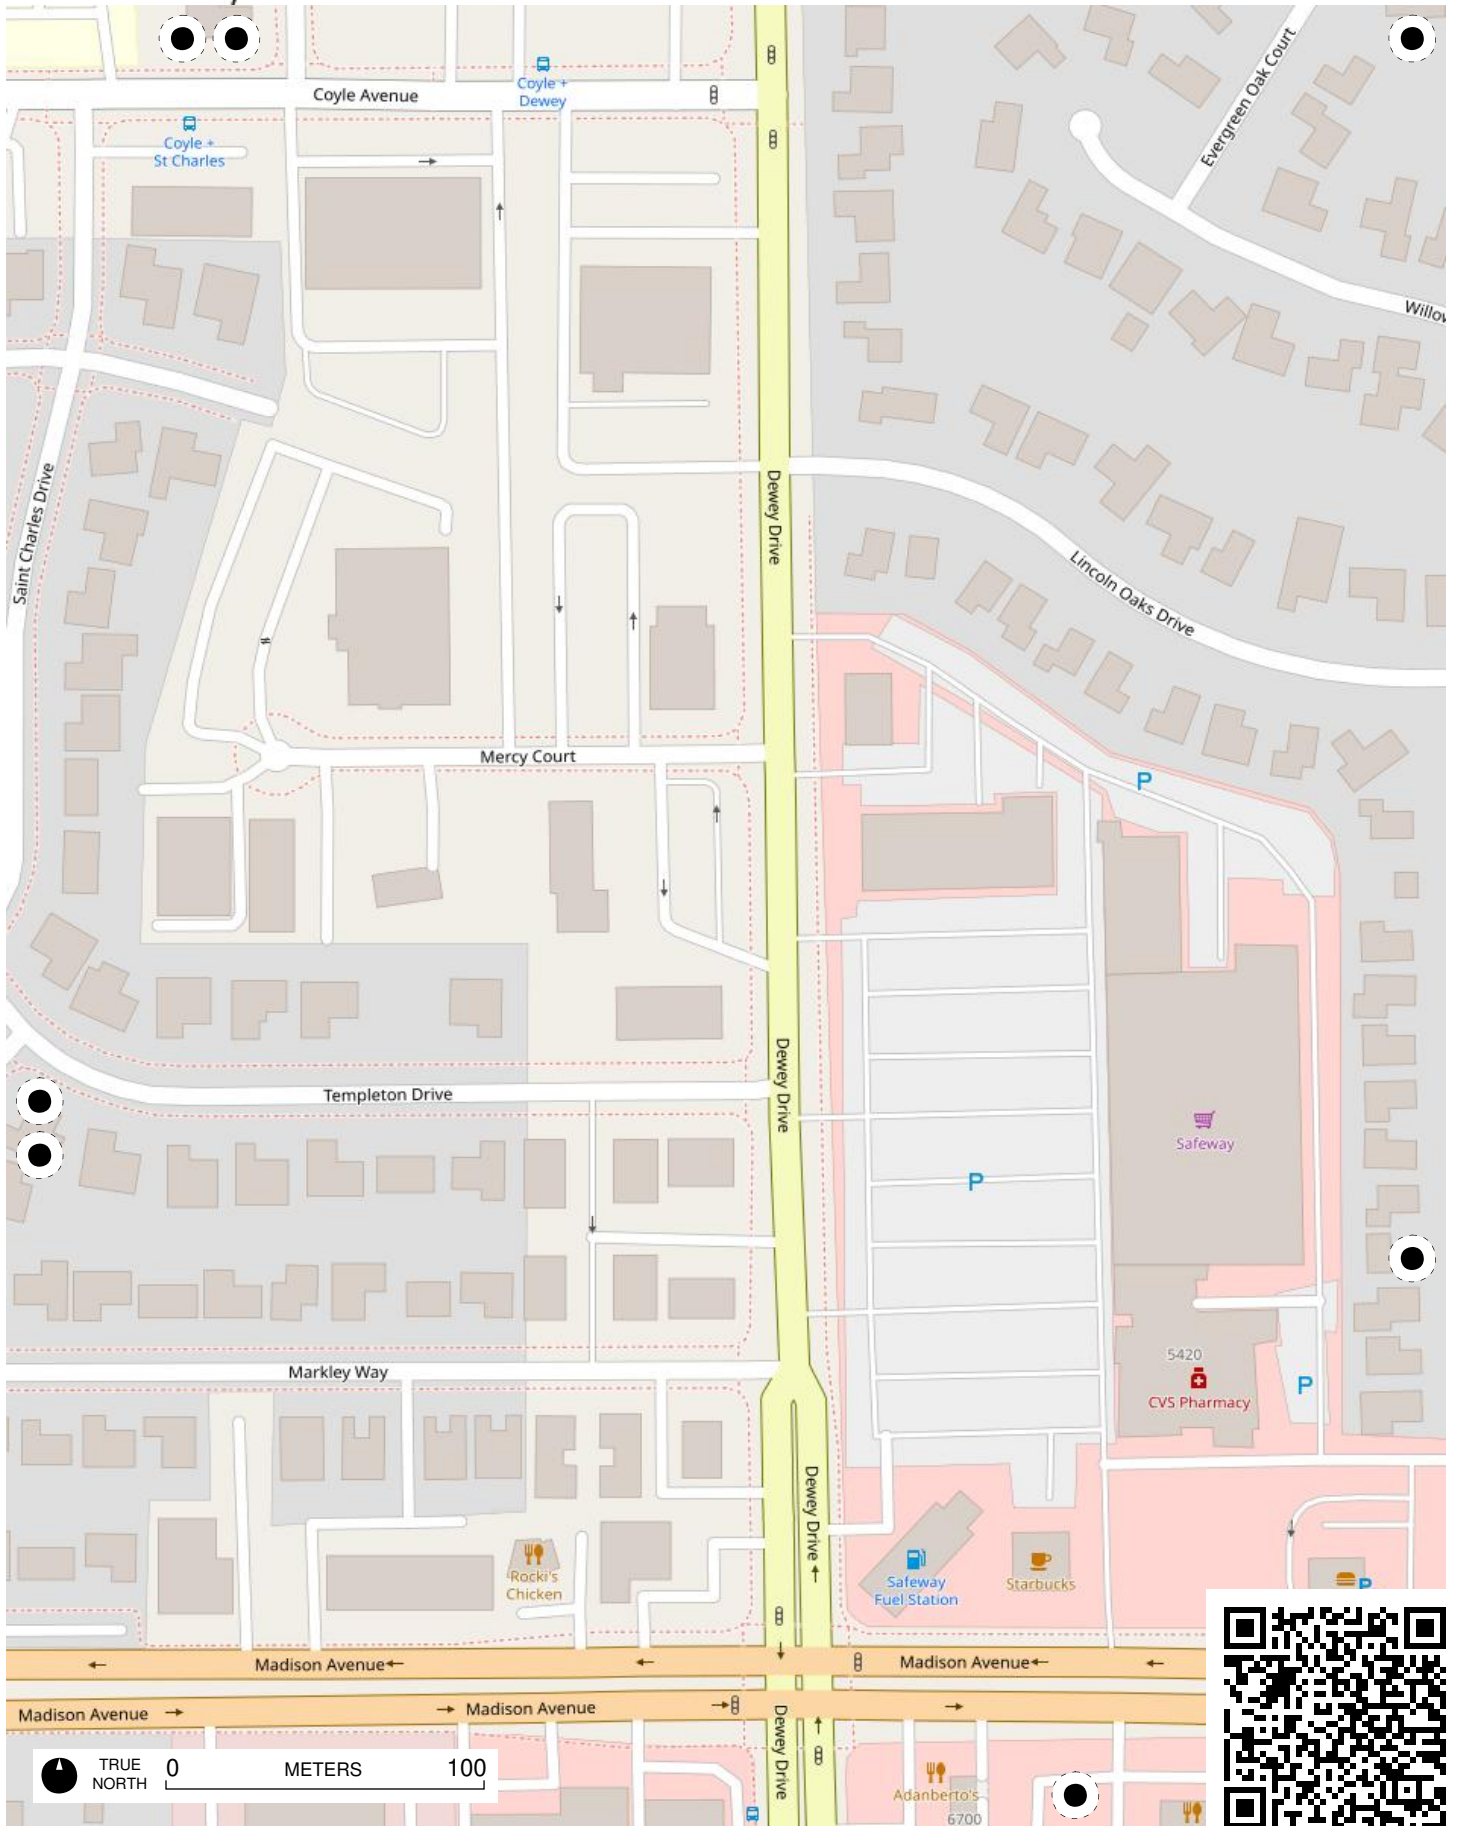 Coyle Avenue
Coyle +
Dewey
Coyle +
St Charles
Evergreen Oak Court
Saint Charles Drive
Dewey Drive
Lincoln Oaks Drive
Mercy Court
P
Dewey Drive
Templeton Drive
Safeway
P
Markley Way
5420
CVS Pharmacy
P
Dewey Drive
Rocki's
Chicken
Safeway
Fuel Station
Starbucks
P
Madison Avenue
Madison Avenue
Madison Avenue
Madison Avenue
Dewey Drive
TRUE
NORTH
0 METERS 100
Adanberto's
6700